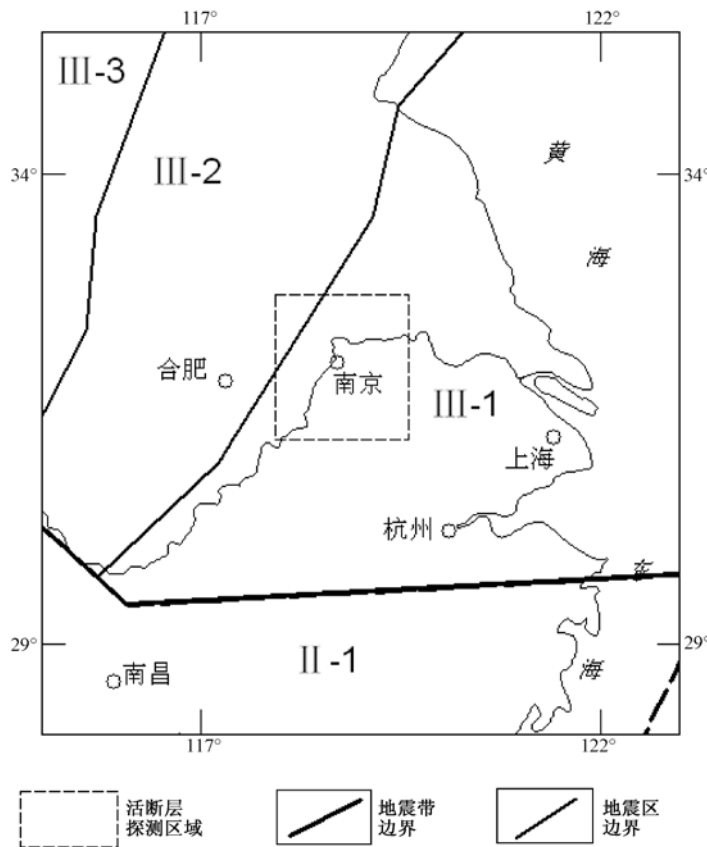 117°
122°
III-3
黄
III-2
34°
34°
海
合肥
南京
III-1
上海
杭州
东
29°
II-1
海
29°
南昌
117°
122°
活断层
探测区域
地震带
边界
地震区
边界